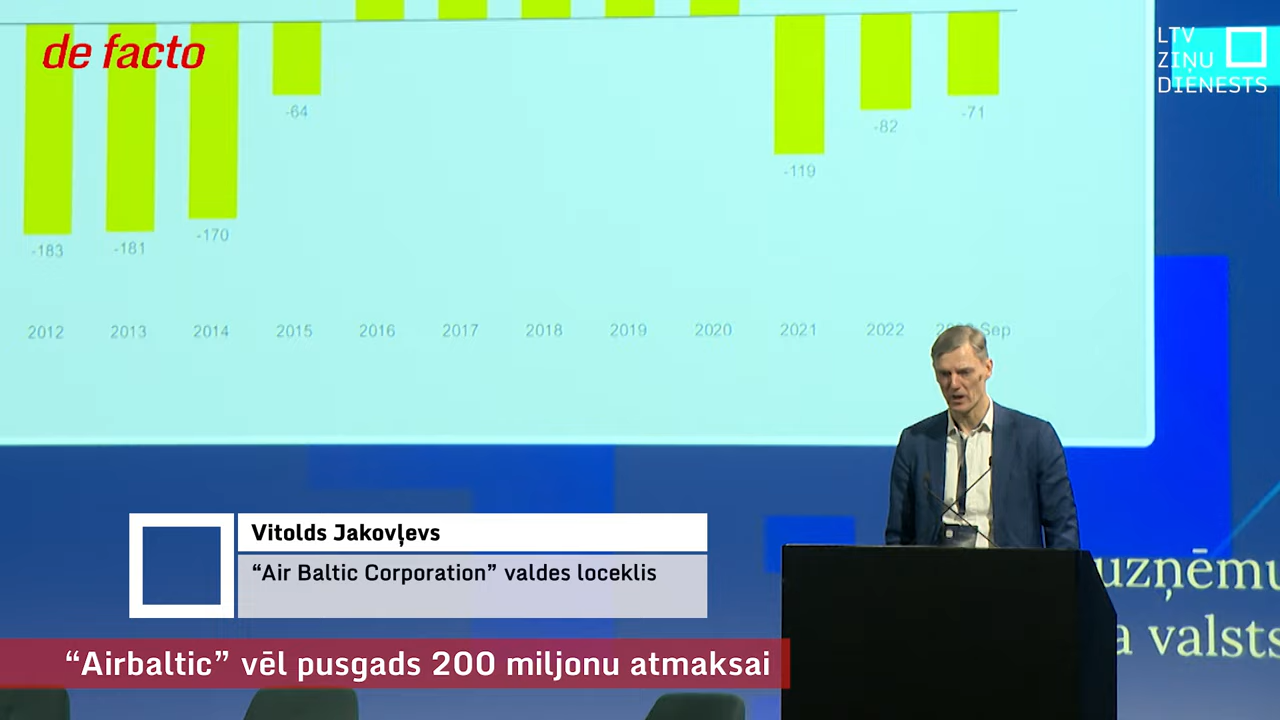 de facto
LTV
ZIŅU
DIENESTS
-64
-119
-82
-71
-183
-181
-170
2012 2013 2014 2015 2016 2017 2018 2019 2020 2021 2022 Sep
Vitolds Jakovļevs
“Air Baltic Corporation” valdes loceklis
“Airbaltic” vēl pusgads 200 miljonu atmaksai
uzņēmu
a valsts